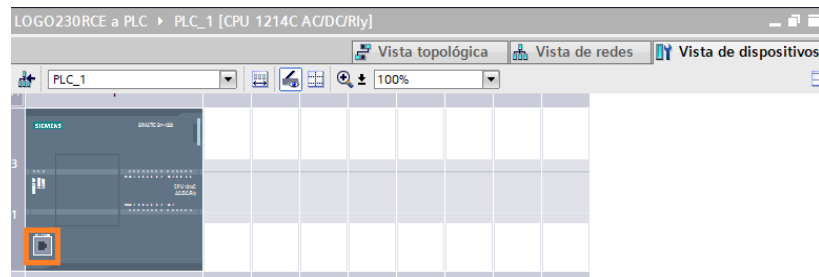 LOGO230RCE a PLC ▸ PLC_1 [CPU 1214C AC/DC/Rly]
Vista topológica Vista de redes Vista de dispositivos
PLC_1 100%
SIEMENS SIMATIC S7-1200
3
CPU 1214C
AC/DC/Rly
1